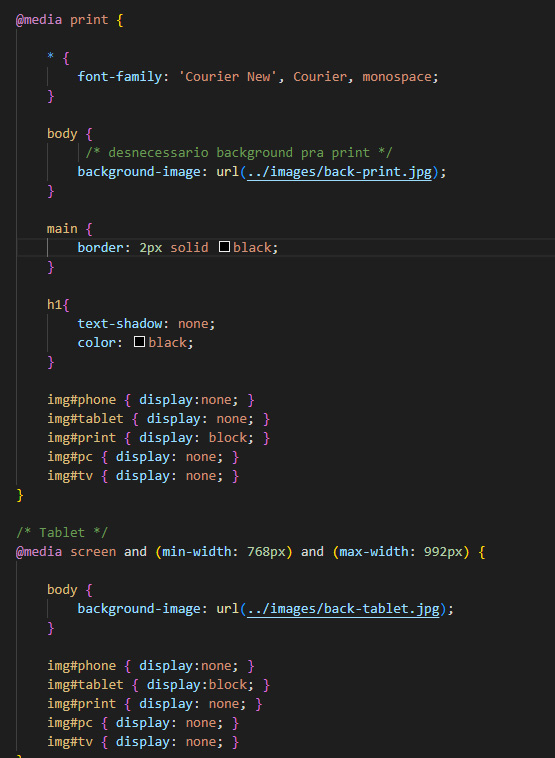 @media print {
* {
font-family: 'Courier New', Courier, monospace;
}
body {
/* desnecessario background pra print */
background-image: url(../images/back-print.jpg);
}
main {
border: 2px solid black;
}
h1{
text-shadow: none;
color: black;
}
img#phone { display:none; }
img#tablet { display: none; }
img#print { display: block; }
img#pc { display: none; }
img#tv { display: none; }
}
/* Tablet */
@media screen and (min-width: 768px) and (max-width: 992px) {
body {
background-image: url(../images/back-tablet.jpg);
}
img#phone { display:none; }
img#tablet { display:block; }
img#print { display: none; }
img#pc { display: none; }
img#tv { display: none; }
}